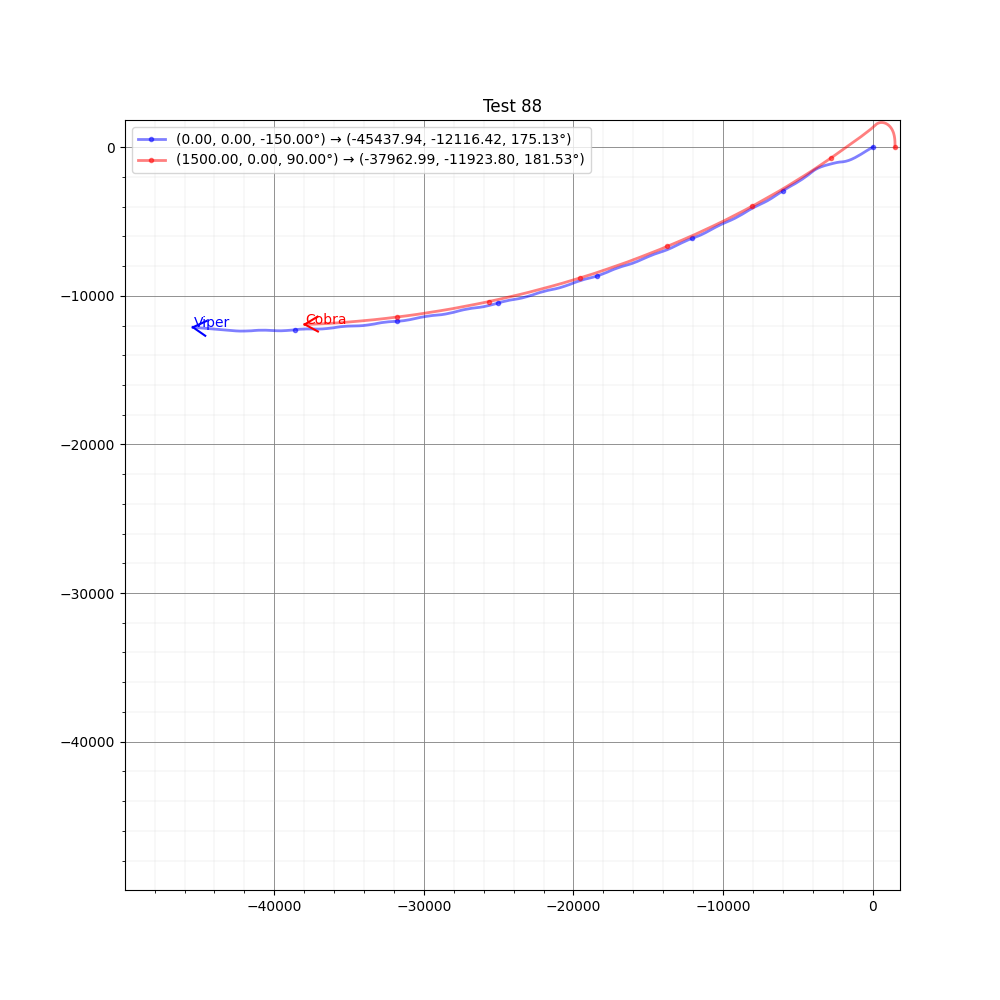 Test 88
(0.00, 0.00, -150.00°) → (-45437.94, -12116.42, 175.13°)
(1500.00, 0.00, 90.00°) → (-37962.99, -11923.80, 181.53°)
0
−10000
−20000
−30000
−40000
Viper
Cobra
−40000
−30000
−20000
−10000
0